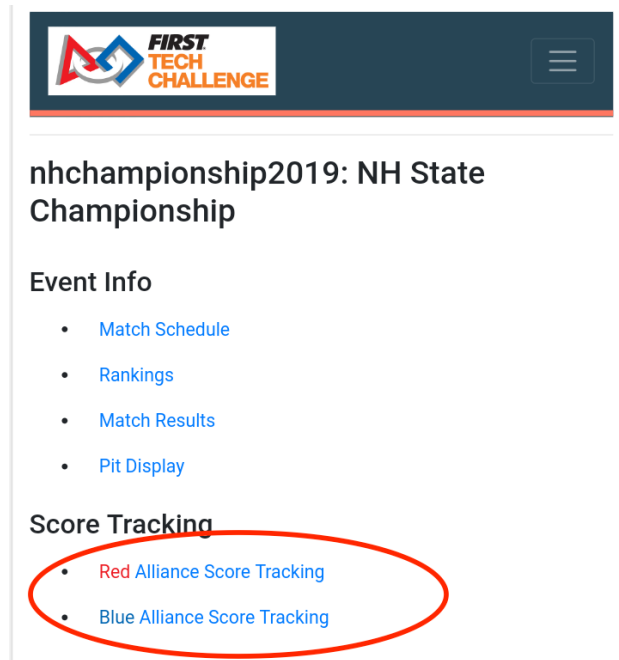 FIRST
TECH
CHALLENGE
nhchampionship2019: NH State
Championship
Event Info
Match Schedule
Rankings
Match Results
Pit Display
Score Tracking
Red Alliance Score Tracking
Blue Alliance Score Tracking